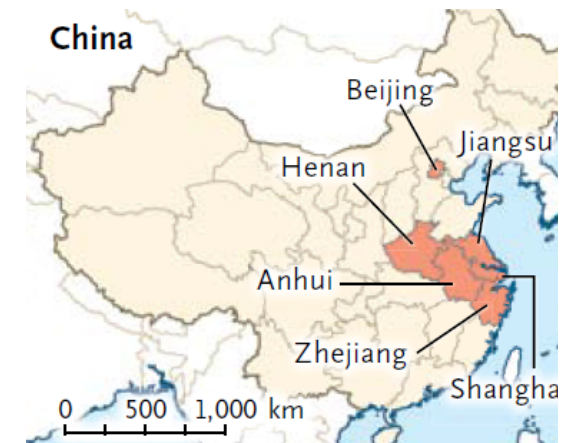 China
Beijing
Jiangsu
Henan
Anhui
Zhejiang
Shangha
0 500 1,000 km